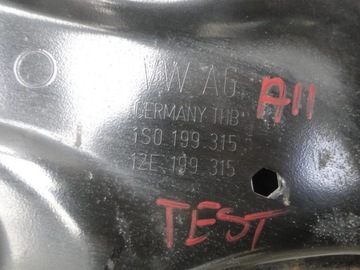 VW AG
A11
GERMANY THB
1S0 199 315
1ZE 199 315
TEST